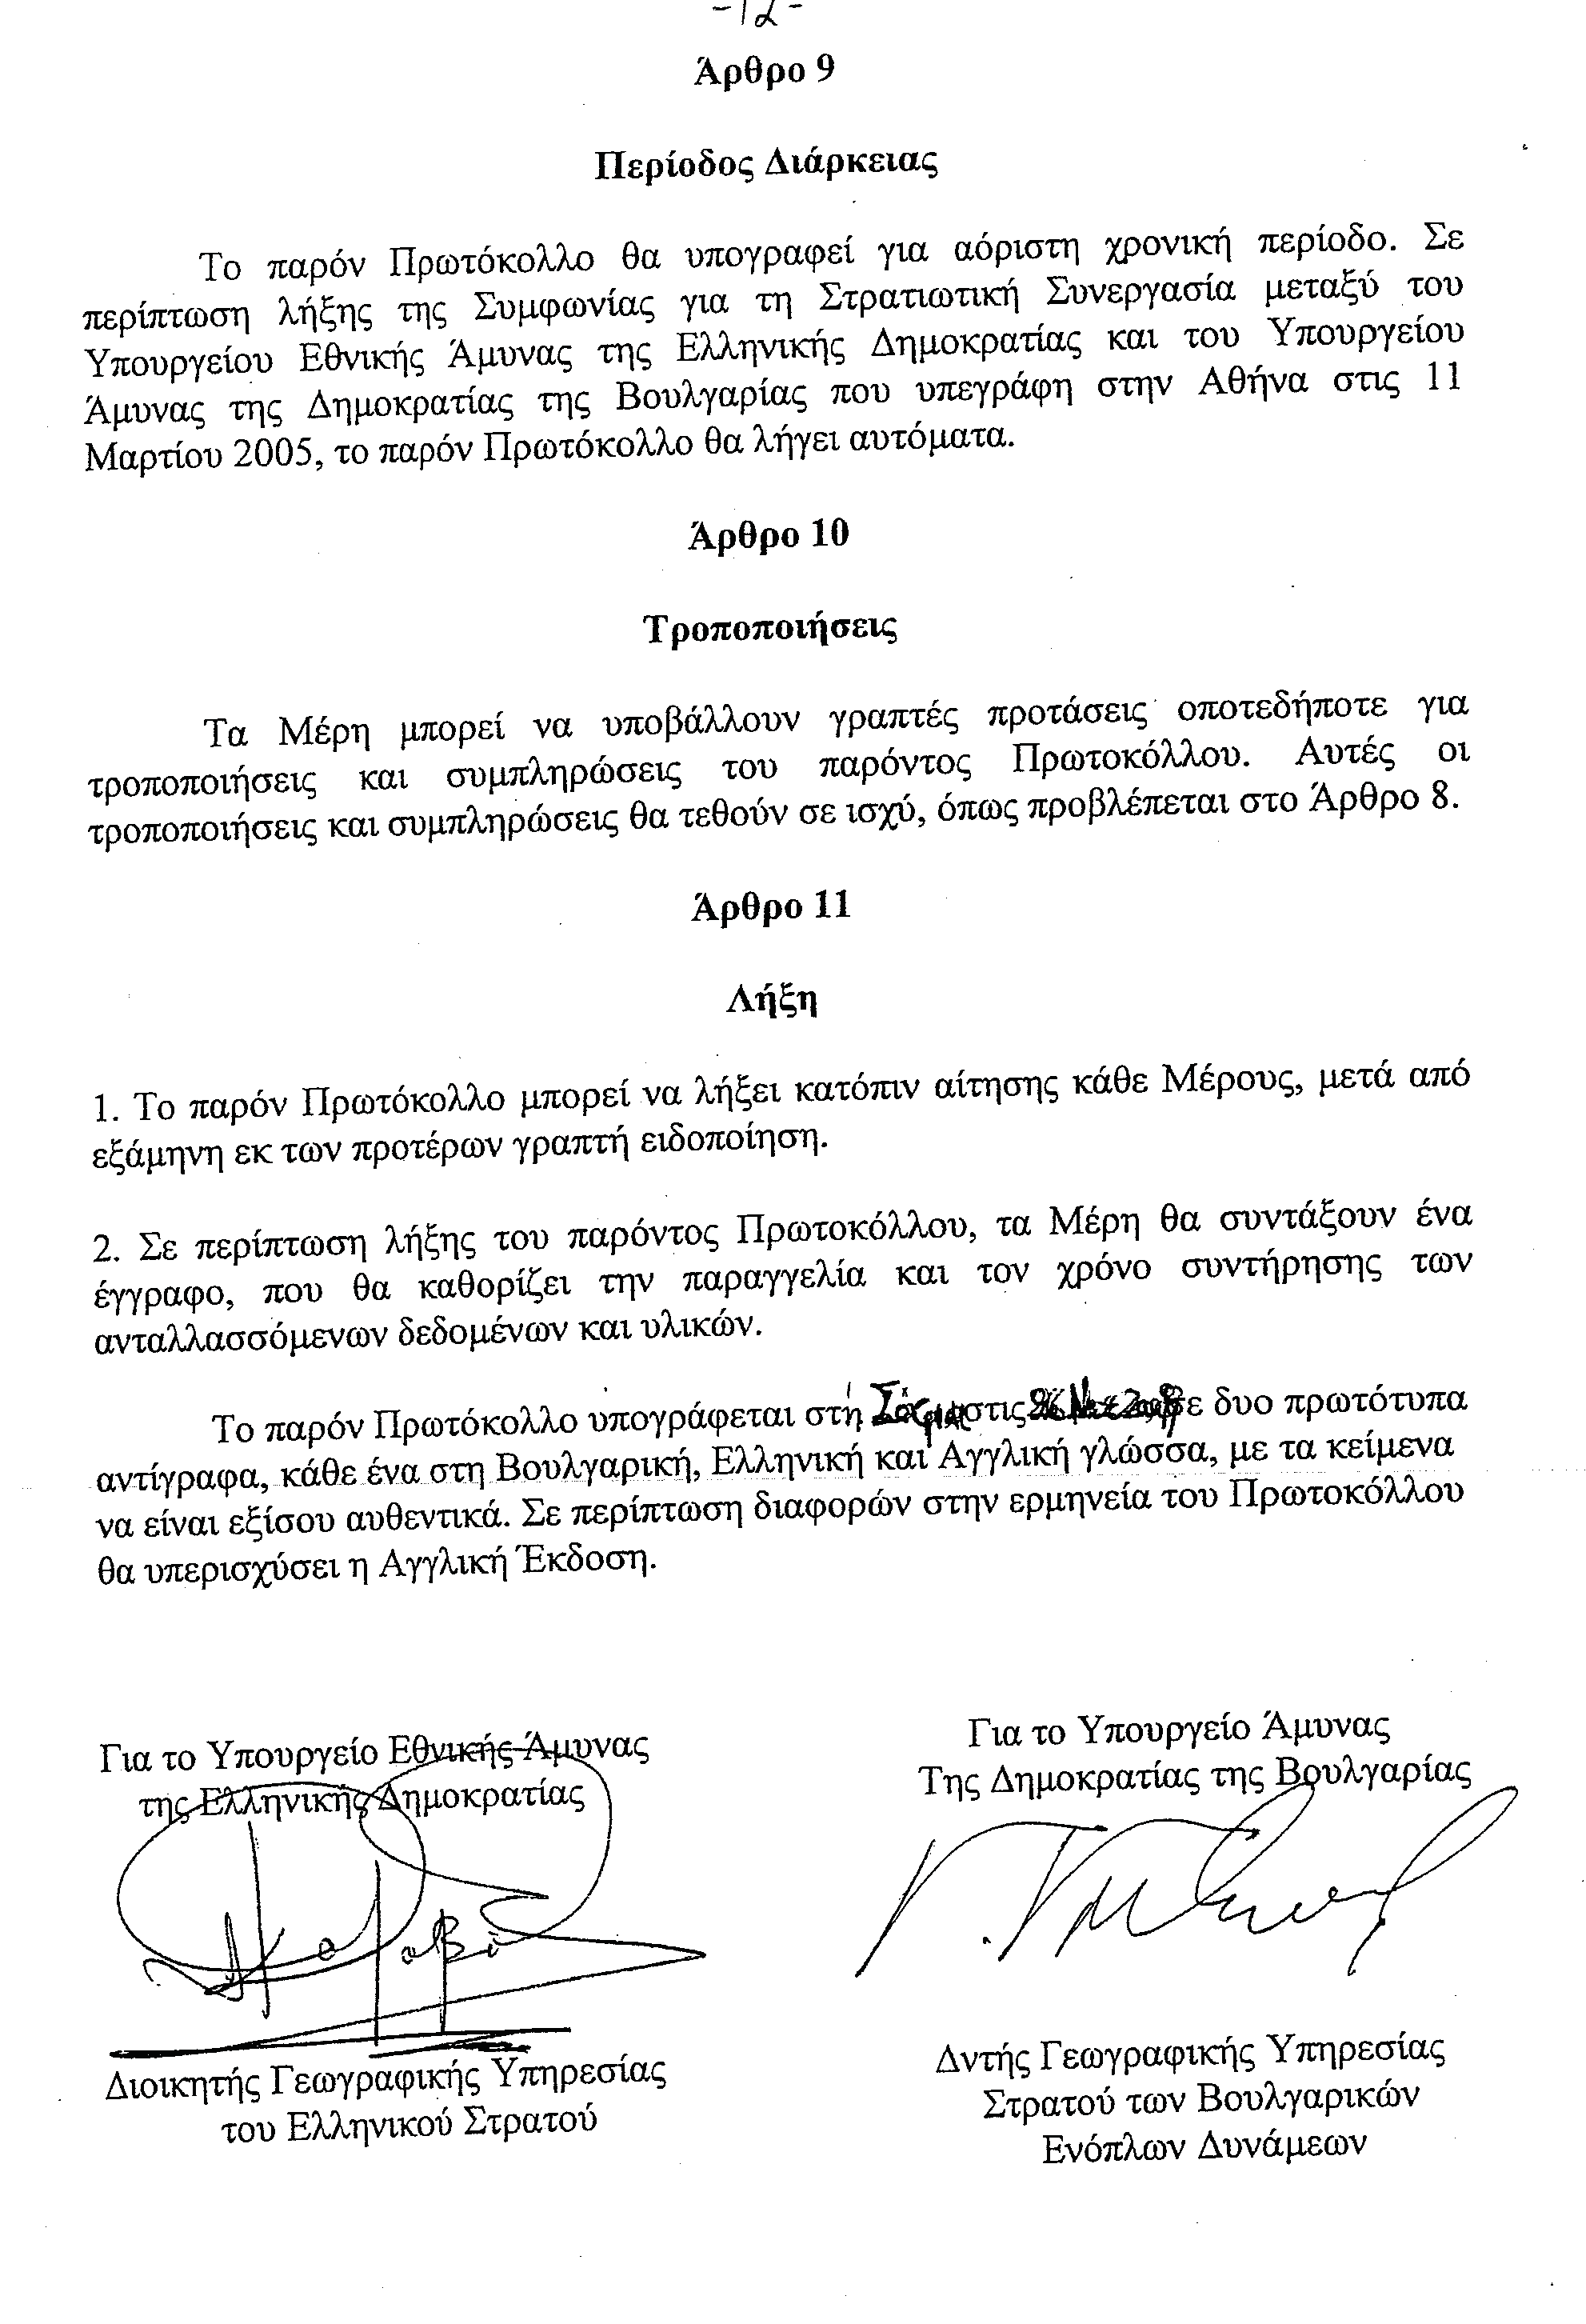 -12-
Άρθρο 9
Περίοδος Διάρκειας
Το παρόν Πρωτόκολλο θα υπογραφεί για αόριστη χρονική περίοδο. Σε
περίπτωση λήξης της Συμφωνίας για τη Στρατιωτική Συνεργασία μεταξύ του
Υπουργείου Εθνικής Άμυνας της Ελληνικής Δημοκρατίας και του Υπουργείου
Άμυνας της Δημοκρατίας της Βουλγαρίας που υπεγράφη στην Αθήνα στις 11
Μαρτίου 2005, το παρόν Πρωτόκολλο θα λήγει αυτόματα.
Άρθρο 10
Τροποποιήσεις
Τα Μέρη μπορεί να υποβάλλουν γραπτές προτάσεις οποτεδήποτε για
τροποποιήσεις και συμπληρώσεις του παρόντος Πρωτοκόλλου. Αυτές οι
τροποποιήσεις και συμπληρώσεις θα τεθούν σε ισχύ, όπως προβλέπεται στο Άρθρο 8.
Άρθρο 11
Λήξη
1. Το παρόν Πρωτόκολλο μπορεί να λήξει κατόπιν αίτησης κάθε Μέρους, μετά από
εξάμηνη εκ των προτέρων γραπτή ειδοποίηση.
2. Σε περίπτωση λήξης του παρόντος Πρωτοκόλλου, τα Μέρη θα συντάξουν ένα
έγγραφο, που θα καθορίζει την παραγγελία και τον χρόνο συντήρησης των
ανταλλασσόμενων δεδομένων και υλικών.
Το παρόν Πρωτόκολλο υπογράφεται στη Σόφια στις σε δυο πρωτότυπα
αντίγραφα, κάθε ένα στη Βουλγαρική, Ελληνική και Αγγλική γλώσσα, με τα κείμενα
να είναι εξίσου αυθεντικά. Σε περίπτωση διαφορών στην ερμηνεία του Πρωτοκόλλου
θα υπερισχύσει η Αγγλική Έκδοση.
Για το Υπουργείο Εθνικής Άμυνας
της Ελληνικής Δημοκρατίας
Για το Υπουργείο Άμυνας
Της Δημοκρατίας της Βουλγαρίας
Διοικητής Γεωγραφικής Υπηρεσίας
του Ελληνικού Στρατού
Δντής Γεωγραφικής Υπηρεσίας
Στρατού των Βουλγαρικών
Ενόπλων Δυνάμεων